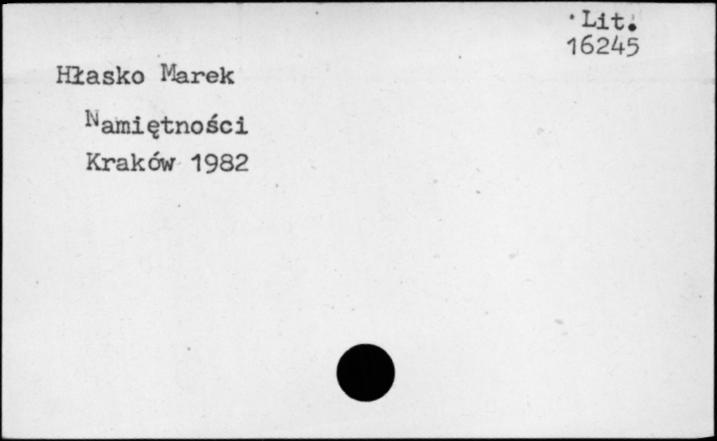 Lit.
16245
Hłasko Marek
Namiętności
Kraków 1982